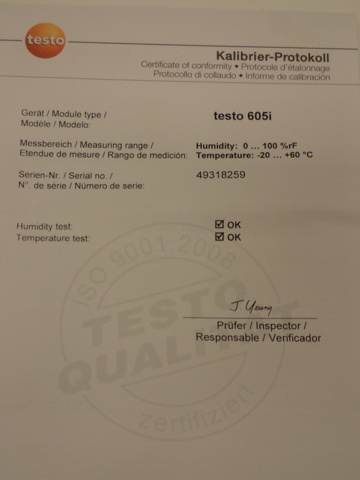 testo
Kalibrier-Protokoll
Certificate of conformity • Protocole d'étalonnage
Protocollo di collaudo • Informe de calibración
Gerät / Module type /
Modèle / Modelo:
testo 605i
Messbereich / Measuring range /
Etendue de mesure / Rango de medición:
Humidity: 0 ... 100 %rF
Temperature: -20 ... +60 °C
Serien-Nr. / Serial no. /
N°. de série / Número de serie:
49318259
Humidity test:
OK
Temperature test:
OK
ISO 9001.2008
TESTO
QUALITÄT
zertifiziert
J Young
Prüfer / Inspector /
Responsable / Verificador